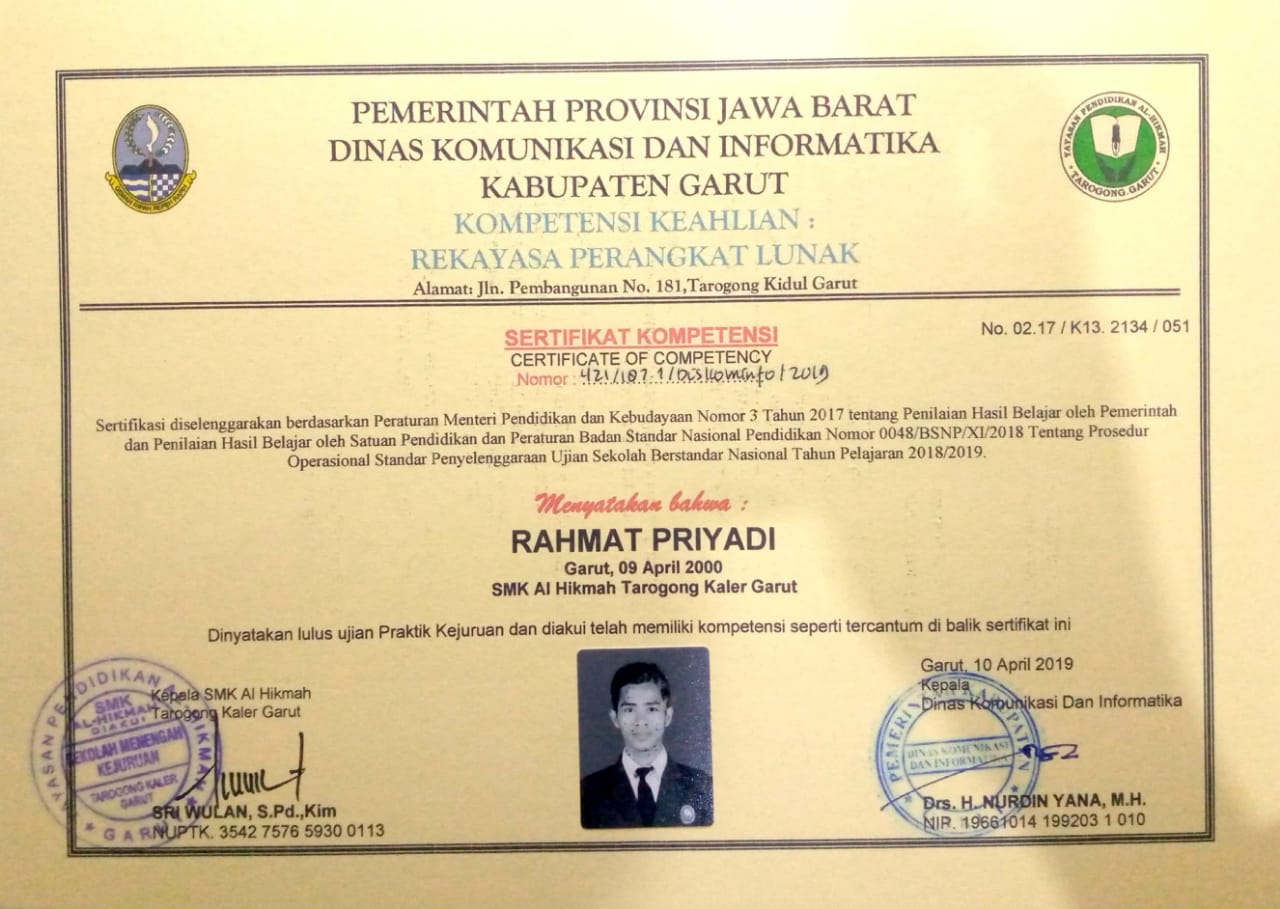 PEMERINTAH PROVINSI JAWA BARAT
DINAS KOMUNIKASI DAN INFORMATIKA
KABUPATEN GARUT
KOMPETENSI KEAHLIAN :
REKAYASA PERANGKAT LUNAK
Alamat: Jln. Pembangunan No. 181,Tarogong Kidul Garut
YAYASAN PENDIDIKAN AL-HIKMAH
TAROGONG.GARUT
No. 02.17 / K13. 2134 / 051
SERTIFIKAT KOMPETENSI
CERTIFICATE OF COMPETENCY
Nomor : 421/187.1/Diskominfo/2019
Sertifikasi diselenggarakan berdasarkan Peraturan Menteri Pendidikan dan Kebudayaan Nomor 3 Tahun 2017 tentang Penilaian Hasil Belajar oleh Pemerintah
dan Penilaian Hasil Belajar oleh Satuan Pendidikan dan Peraturan Badan Standar Nasional Pendidikan Nomor 0048/BSNP/XI/2018 Tentang Prosedur
Operasional Standar Penyelenggaraan Ujian Sekolah Berstandar Nasional Tahun Pelajaran 2018/2019.
Menyatakan bahwa :
RAHMAT PRIYADI
Garut, 09 April 2000
SMK Al Hikmah Tarogong Kaler Garut
Dinyatakan lulus ujian Praktik Kejuruan dan diakui telah memiliki kompetensi seperti tercantum di balik sertifikat ini
Kepala SMK Al Hikmah
Tarogong Kaler Garut
SMK
AL-HIKMAH
DIAKUI
SEKOLAH MENENGAH
KEJURUAN
TAROGONG KALER
GARUT
SRI WULAN, S.Pd.,Kim
NUPTK. 3542 7576 5930 0113
Garut, 10 April 2019
Kepala
Dinas Komunikasi Dan Informatika
PEMERINTAH KABUPATEN
DINAS KOMUNIKASI
DAN INFORMATIKA
Drs. H. NURDIN YANA, M.H.
NIR. 19661014 199203 1 010